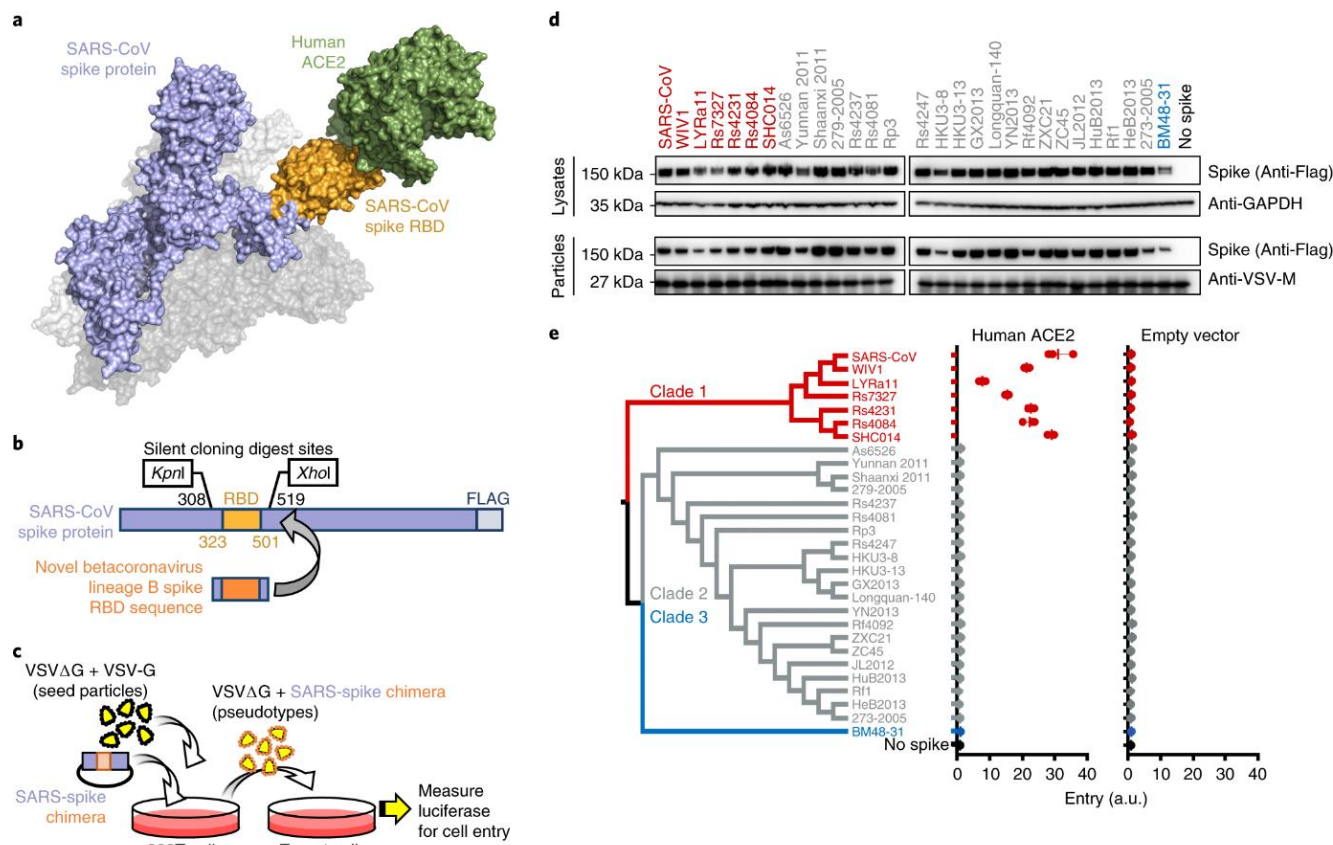 a
SARS-CoV
spike protein
Human
ACE2
SARS-CoV
spike RBD
b
Silent cloning digest sites
KpnI
XhoI
308
RBD
519
FLAG
SARS-CoV
spike protein
323
501
Novel betacoronavirus
lineage B spike
RBD sequence
c
VSVΔG + VSV-G
(seed particles)
VSVΔG + SARS-spike chimera
(pseudotypes)
SARS-spike
chimera
Measure
luciferase
for cell entry
d
SARS-CoV
WIV1
LYRa11
Rs7327
Rs4231
Rs4084
SHC014
As6526
Yunnan 2011
Shaanxi 2011
279-2005
Rs4237
Rs4081
Rp3
Rs4247
HKU3-8
HKU3-13
GX2013
Longquan-140
YN2013
Rf4092
ZXC21
ZC45
JL2012
HuB2013
Rf1
HeB2013
273-2005
BM48-31
No spike
Lysates
150 kDa
Spike (Anti-Flag)
35 kDa
Anti-GAPDH
Particles
150 kDa
Spike (Anti-Flag)
27 kDa
Anti-VSV-M
e
Human ACE2
Empty vector
Clade 1
Clade 2
Clade 3
SARS-CoV
WIV1
LYRa11
Rs7327
Rs4231
Rs4084
SHC014
As6526
Yunnan 2011
Shaanxi 2011
279-2005
Rs4237
Rs4081
Rp3
Rs4247
HKU3-8
HKU3-13
GX2013
Longquan-140
YN2013
Rf4092
ZXC21
ZC45
JL2012
HuB2013
Rf1
HeB2013
273-2005
BM48-31
No spike
0 10 20 30 40
0 10 20 30 40
Entry (a.u.)